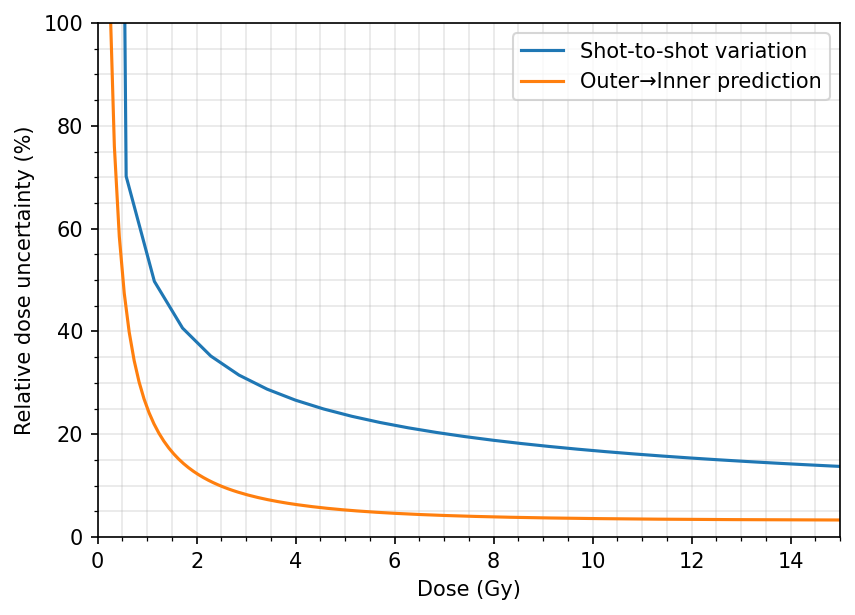 Shot-to-shot variation
Outer→Inner prediction
Relative dose uncertainty (%)
100
80
60
40
20
0
0 2 4 6 8 10 12 14
Dose (Gy)